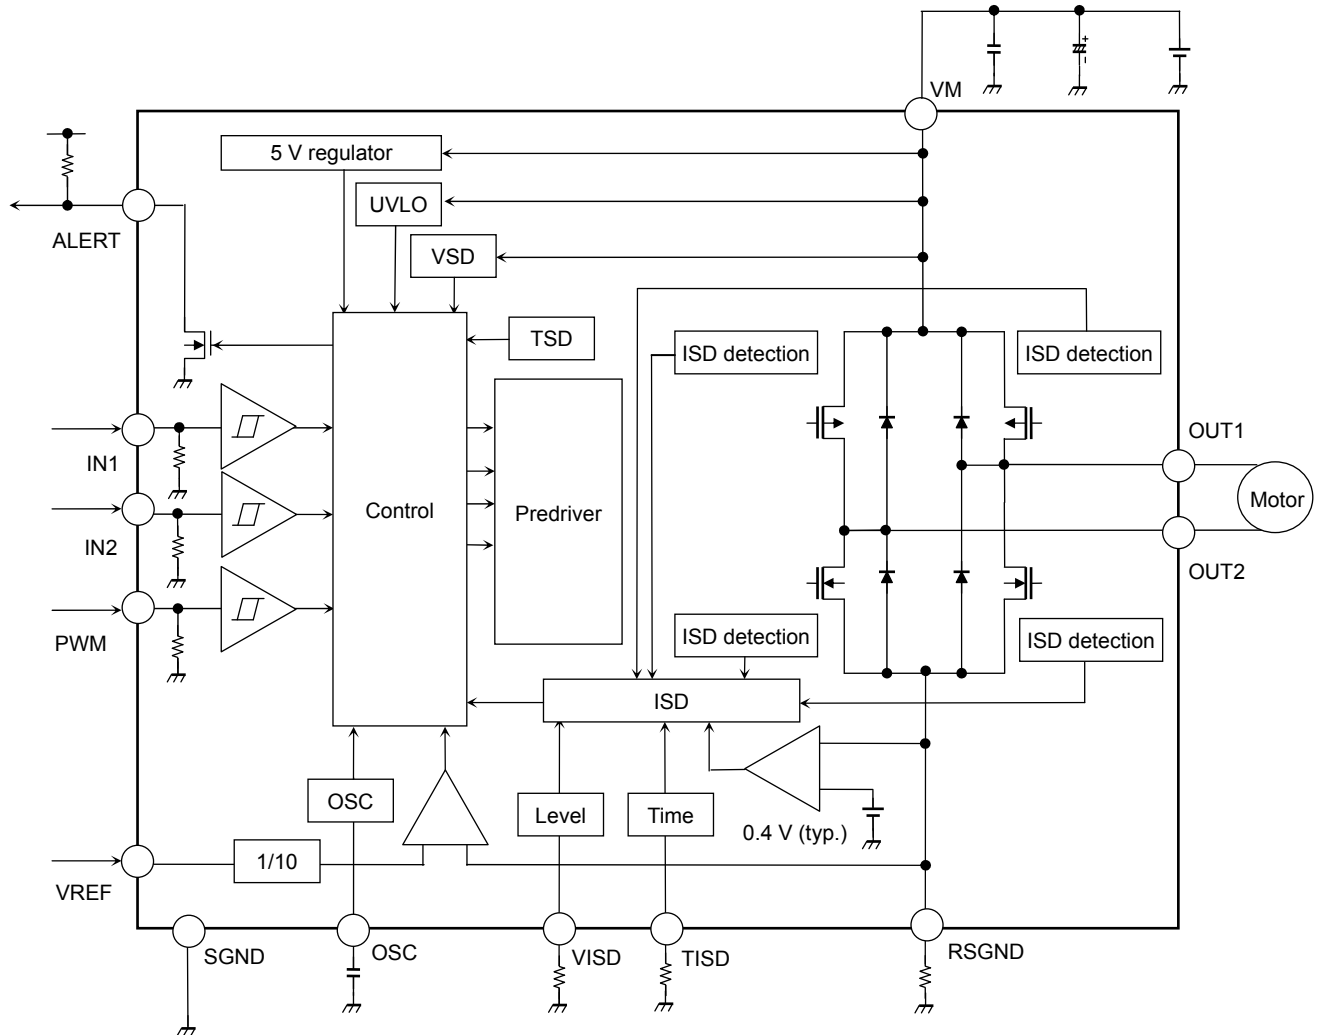 VM
5 V regulator
UVLO
ALERT
VSD
TSD
ISD detection
ISD detection
OUT1
IN1
Motor
Control
Predriver
IN2
OUT2
PWM
ISD detection
ISD detection
ISD
OSC
Level
Time
0.4 V (typ.)
1/10
VREF
SGND
OSC
VISD
TISD
RSGND
+
−